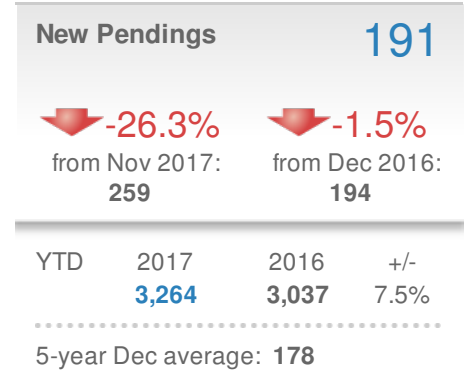 New Pendings 191
-26.3% -1.5%
from Nov 2017: from Dec 2016:
259 194
YTD 2017 2016 +/-
3,264 3,037 7.5%
5-year Dec average: 178